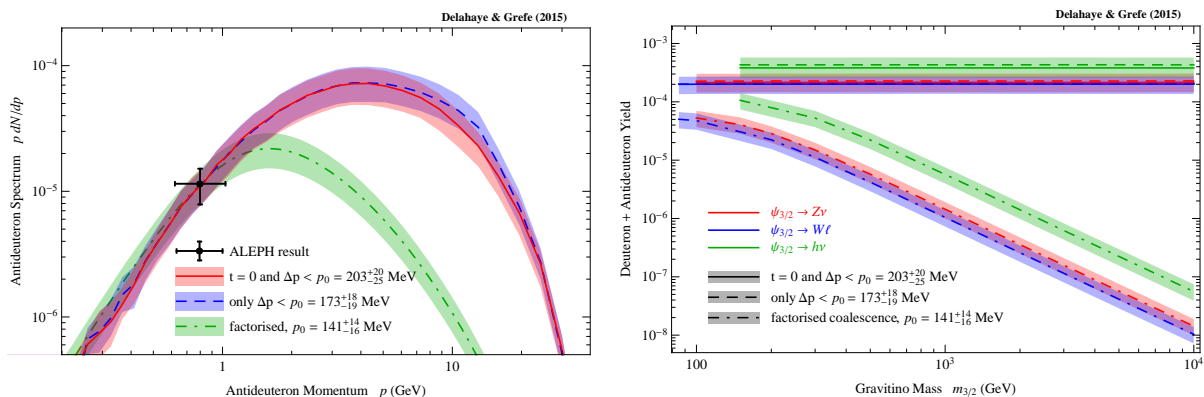 Delahaye & Grefe (2015)
Antideuteron Spectrum p dN/dp
10⁻⁴
10⁻⁵
10⁻⁶
ALEPH result
t = 0 and Δp < p₀ = 203⁺²⁰₋₂₅ MeV
only Δp < p₀ = 173⁺¹⁸₋₁₉ MeV
factorised, p₀ = 141⁺¹⁴₋₁₆ MeV
1 10
Antideuteron Momentum p (GeV)
Delahaye & Grefe (2015)
Deuteron + Antideuteron Yield
10⁻³
10⁻⁴
10⁻⁵
10⁻⁶
10⁻⁷
10⁻⁸
ψ₃/₂ → Zν
ψ₃/₂ → Wℓ
ψ₃/₂ → hν
t = 0 and Δp < p₀ = 203⁺²⁰₋₂₅ MeV
only Δp < p₀ = 173⁺¹⁸₋₁₉ MeV
factorised coalescence, p₀ = 141⁺¹⁴₋₁₆ MeV
100 10³ 10⁴
Gravitino Mass m₃/₂ (GeV)